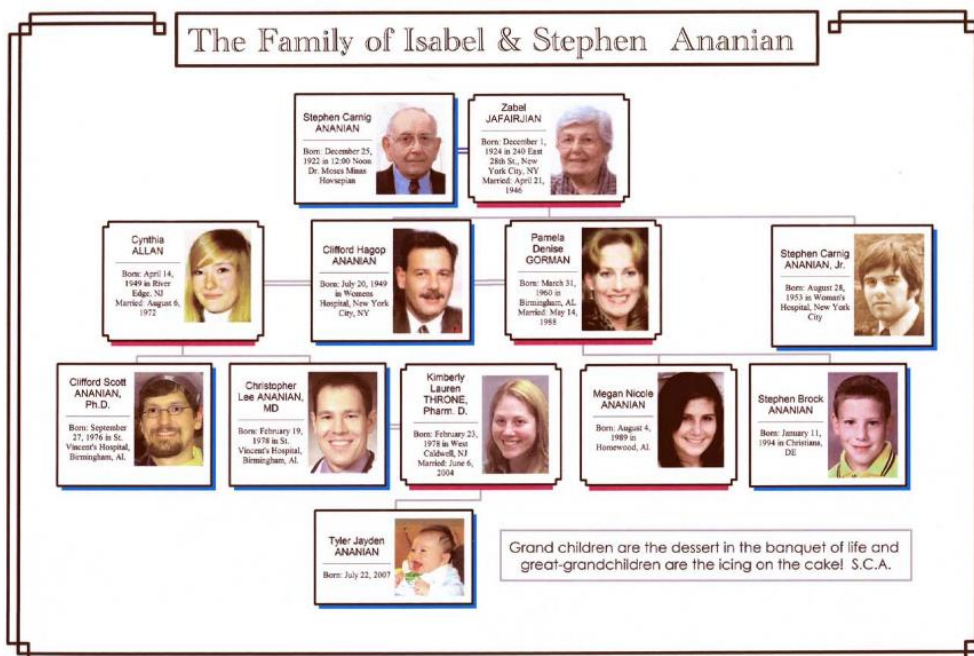 The Family of Isabel & Stephen Ananian
Stephen Carnig
ANANIAN
Born: December 25,
1922 in 12:00 Noon
Dr. Moses Minas
Hovsepian
Zabel
JAFAIRJIAN
Born: December 1,
1924 in 240 East
28th St., New
York City, NY
Married: April 21,
1946
Cynthia
ALLAN
Born: April 14,
1949 in River
Edge, NJ
Married: August 6,
1972
Clifford Hagop
ANANIAN
Born: July 20, 1949
in Womens
Hospital, New York
City, NY
Pamela
Denise
GORMAN
Born: March 31,
1960 in
Birmingham, AL
Married: May 14,
1988
Stephen Carnig
ANANIAN, Jr.
Born: August 28,
1953 in Woman's
Hospital, New York
City
Clifford Scott
ANANIAN,
Ph.D.
Born: September
27, 1976 in St.
Vincent's Hospital,
Birmingham, AL
Christopher
Lee ANANIAN,
MD
Born: February 19,
1978 in St.
Vincent's Hospital,
Birmingham, AL
Kimberly
Lauren
THRONE,
Pharm. D.
Born: February 23,
1978 in West
Caldwell, NJ
Married: June 6,
2004
Megan Nicole
ANANIAN
Born: August 4,
1989 in
Homewood, AL
Stephen Brock
ANANIAN
Born: January 11,
1994 in Christiana,
DE
Tyler Jayden
ANANIAN
Born: July 22, 2007
Grand children are the dessert in the banquet of life and
great-grandchildren are the icing on the cake! S.C.A.